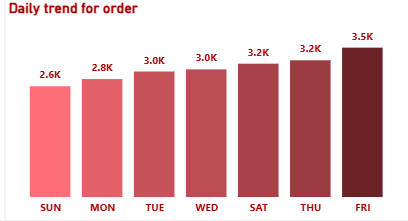 Daily trend for order
2.6K 2.8K 3.0K 3.0K 3.2K 3.2K 3.5K
SUN MON TUE WED SAT THU FRI